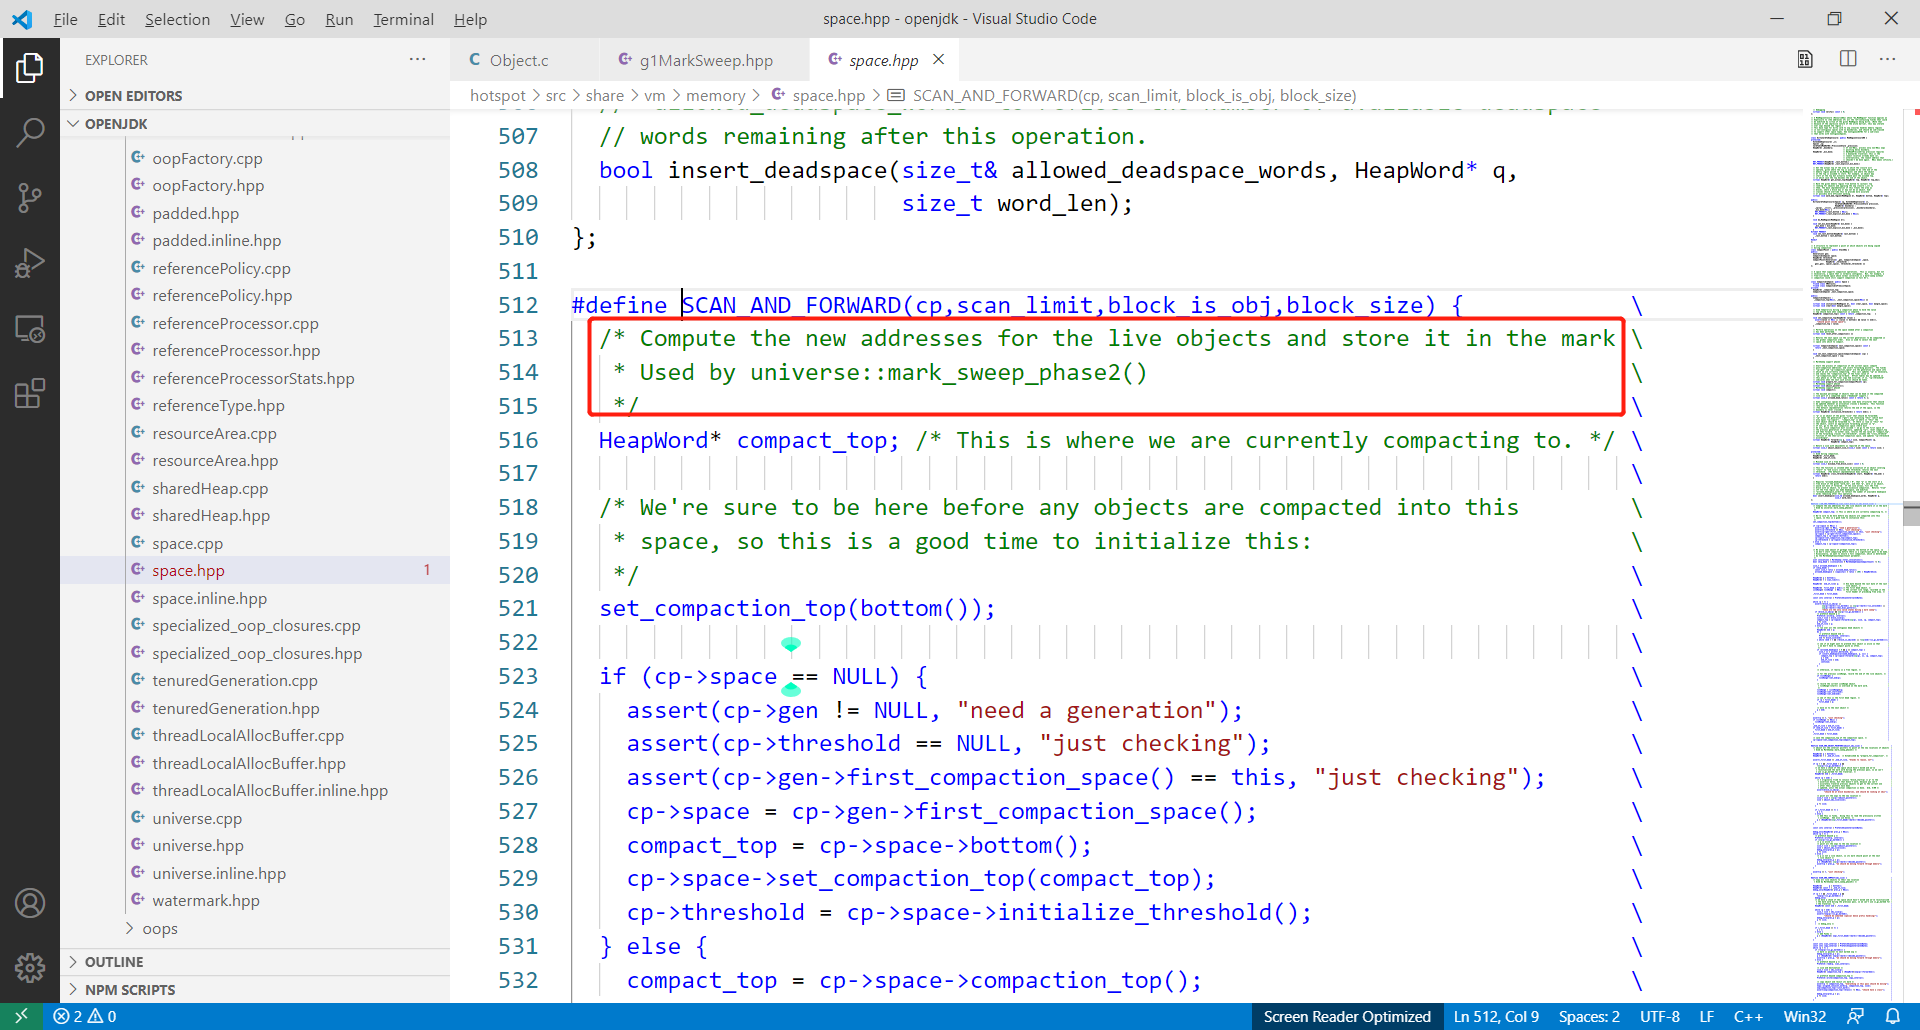 File Edit Selection View Go Run Terminal Help space.hpp - openjdk - Visual Studio Code
EXPLORER ···
OPEN EDITORS
OPENJDK
oopFactory.cpp
oopFactory.hpp
padded.hpp
padded.inline.hpp
referencePolicy.cpp
referencePolicy.hpp
referenceProcessor.cpp
referenceProcessor.hpp
referenceProcessorStats.hpp
referenceType.hpp
resourceArea.cpp
resourceArea.hpp
sharedHeap.cpp
sharedHeap.hpp
space.cpp
space.hpp 1
space.inline.hpp
specialized_oop_closures.cpp
specialized_oop_closures.hpp
tenuredGeneration.cpp
tenuredGeneration.hpp
threadLocalAllocBuffer.cpp
threadLocalAllocBuffer.hpp
threadLocalAllocBuffer.inline.hpp
universe.cpp
universe.hpp
universe.inline.hpp
watermark.hpp
oops
OUTLINE
NPM SCRIPTS
Object.c g1MarkSweep.hpp space.hpp
hotspot > src > share > vm > memory > space.hpp > SCAN_AND_FORWARD(cp, scan_limit, block_is_obj, block_size)
507 // words remaining after this operation.
508 bool insert_deadspace(size_t& allowed_deadspace_words, HeapWord* q,
509 size_t word_len);
510 };
511
512 #define SCAN_AND_FORWARD(cp,scan_limit,block_is_obj,block_size) { \
513 /* Compute the new addresses for the live objects and store it in the mark \
514 * Used by universe::mark_sweep_phase2() \
515 */ \
516 HeapWord* compact_top; /* This is where we are currently compacting to. */ \
517 \
518 /* We're sure to be here before any objects are compacted into this \
519 * space, so this is a good time to initialize this: \
520 */ \
521 set_compaction_top(bottom()); \
522 \
523 if (cp->space == NULL) { \
524 assert(cp->gen != NULL, "need a generation"); \
525 assert(cp->threshold == NULL, "just checking"); \
526 assert(cp->gen->first_compaction_space() == this, "just checking"); \
527 cp->space = cp->gen->first_compaction_space(); \
528 compact_top = cp->space->bottom(); \
529 cp->space->set_compaction_top(compact_top); \
530 cp->threshold = cp->space->initialize_threshold(); \
531 } else { \
532 compact_top = cp->space->compaction_top(); \
2 0 Screen Reader Optimized Ln 512, Col 9 Spaces: 2 UTF-8 LF C++ Win32